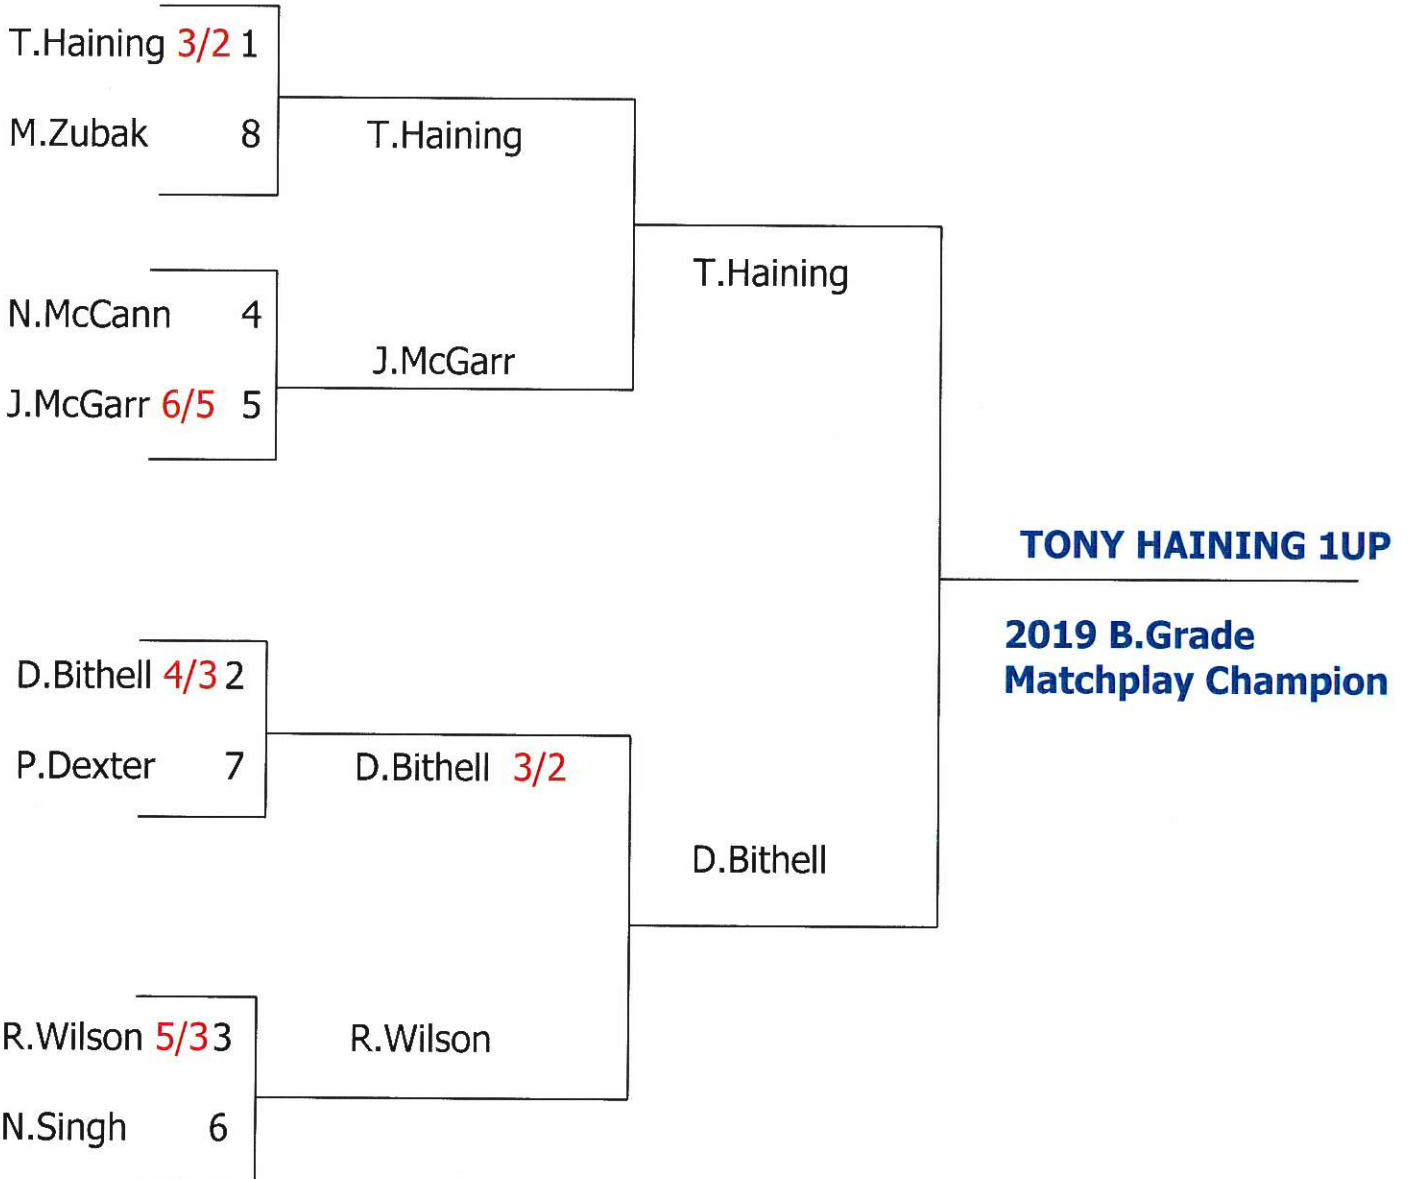 T.Haining 3/2 1
M.Zubak 8
T.Haining
N.McCann 4
J.McGarr 6/5 5
J.McGarr
T.Haining
TONY HAINING 1UP
2019 B.Grade
Matchplay Champion
D.Bithell 4/3 2
P.Dexter 7
D.Bithell 3/2
D.Bithell
R.Wilson 5/3 3
N.Singh 6
R.Wilson